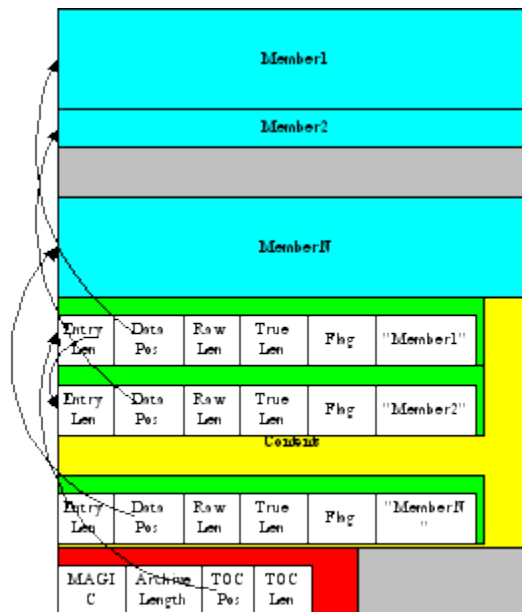 Member1
Member2
MemberN
Entry Data Raw True Flag "Member1"
Len Pos Len Len
Entry Data Raw True Flag "Member2"
Len Pos Len Len
Content
Entry Data Raw True Flag "MemberN
Len Pos Len Len "
MAGI Archive TOC TOC
C Length Pos Len